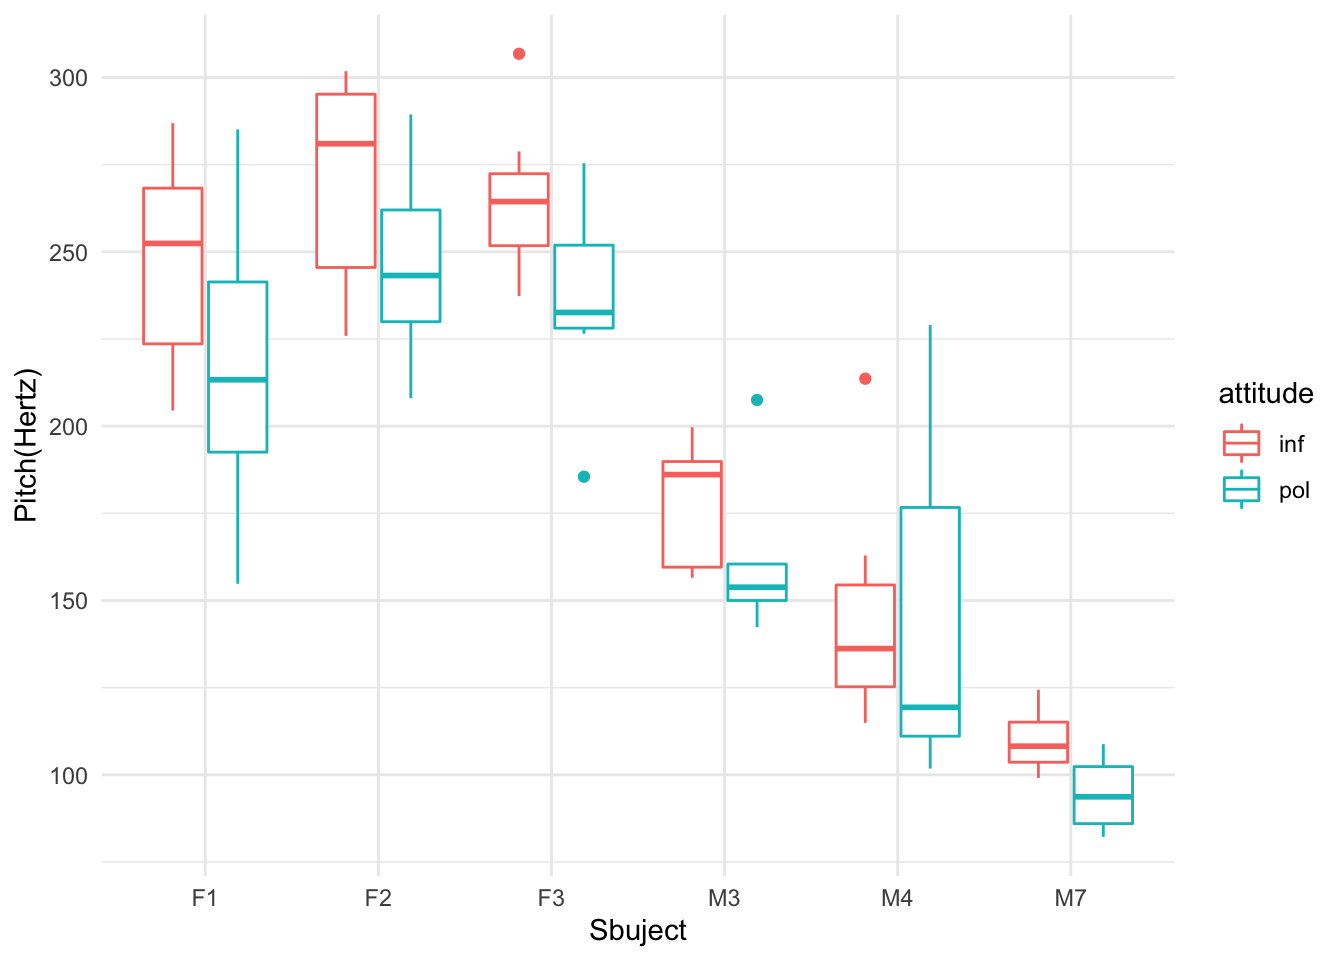 300
250
200
150
100
Pitch(Hertz)
F1 F2 F3 M3 M4 M7
Sbuject
attitude
inf
pol